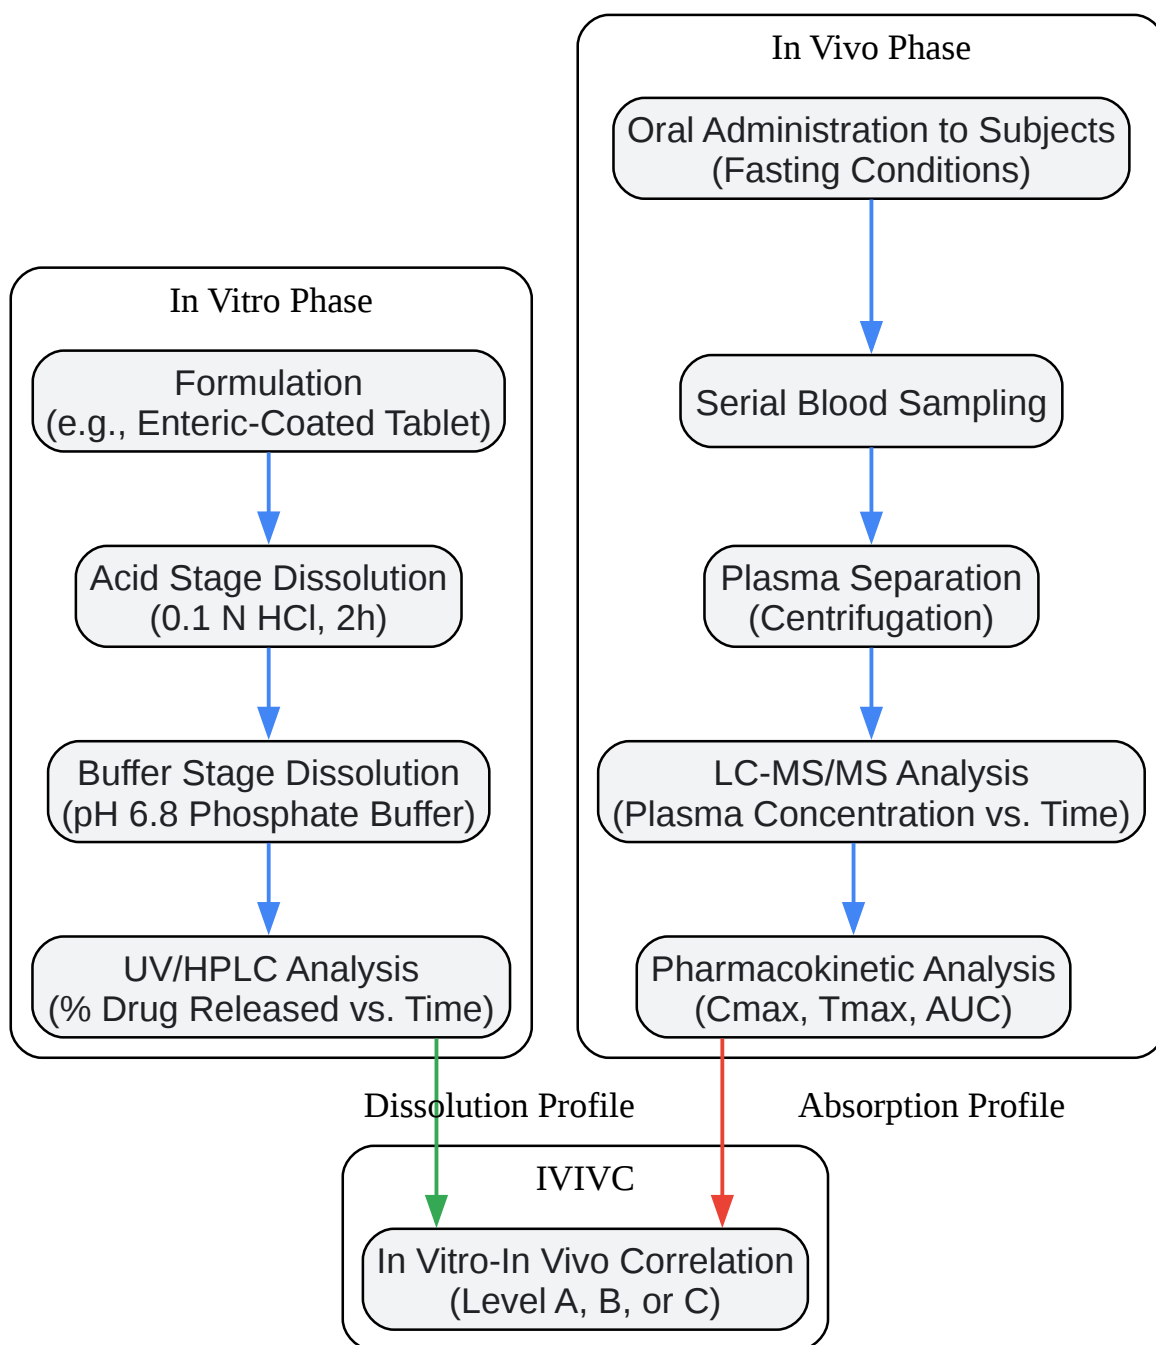 In Vitro Phase
Formulation
(e.g., Enteric-Coated Tablet)
Acid Stage Dissolution
(0.1 N HCl, 2h)
Buffer Stage Dissolution
(pH 6.8 Phosphate Buffer)
UV/HPLC Analysis
(% Drug Released vs. Time)
In Vivo Phase
Oral Administration to Subjects
(Fasting Conditions)
Serial Blood Sampling
Plasma Separation
(Centrifugation)
LC-MS/MS Analysis
(Plasma Concentration vs. Time)
Pharmacokinetic Analysis
(Cmax, Tmax, AUC)
Dissolution Profile
Absorption Profile
IVIVC
In Vitro-In Vivo Correlation
(Level A, B, or C)